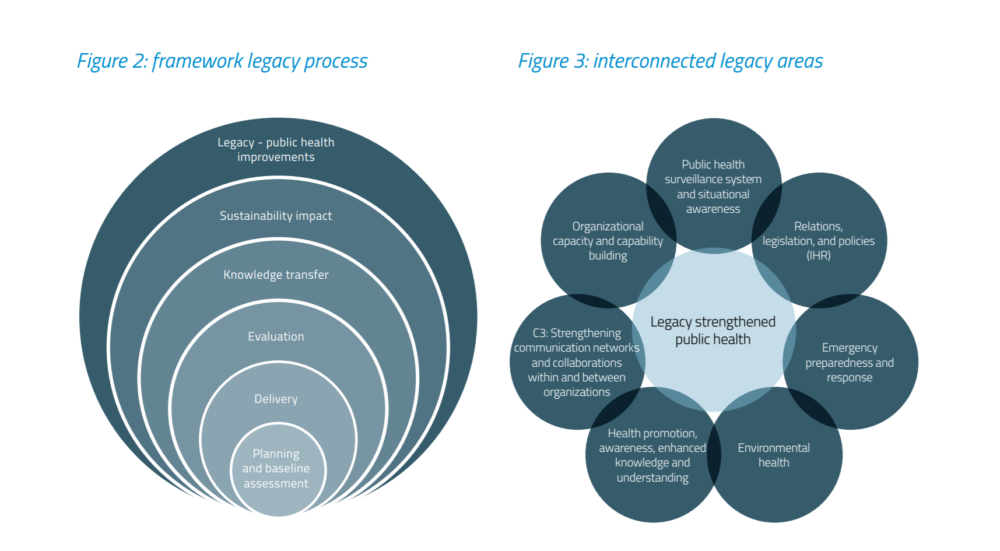 Figure 2: framework legacy process
Legacy - public health
improvements
Sustainability impact
Knowledge transfer
Evaluation
Delivery
Planning
and baseline
assessment
Figure 3: interconnected legacy areas
Public health
surveillance system
and situational
awareness
Relations,
legislation, and policies
(IHR)
Emergency
preparedness and
response
Environmental
health
Health promotion,
awareness, enhanced
knowledge and
understanding
C3: Strengthening
communication networks
and collaborations
within and between
organizations
Organizational
capacity and capability
building
Legacy strengthened
public health